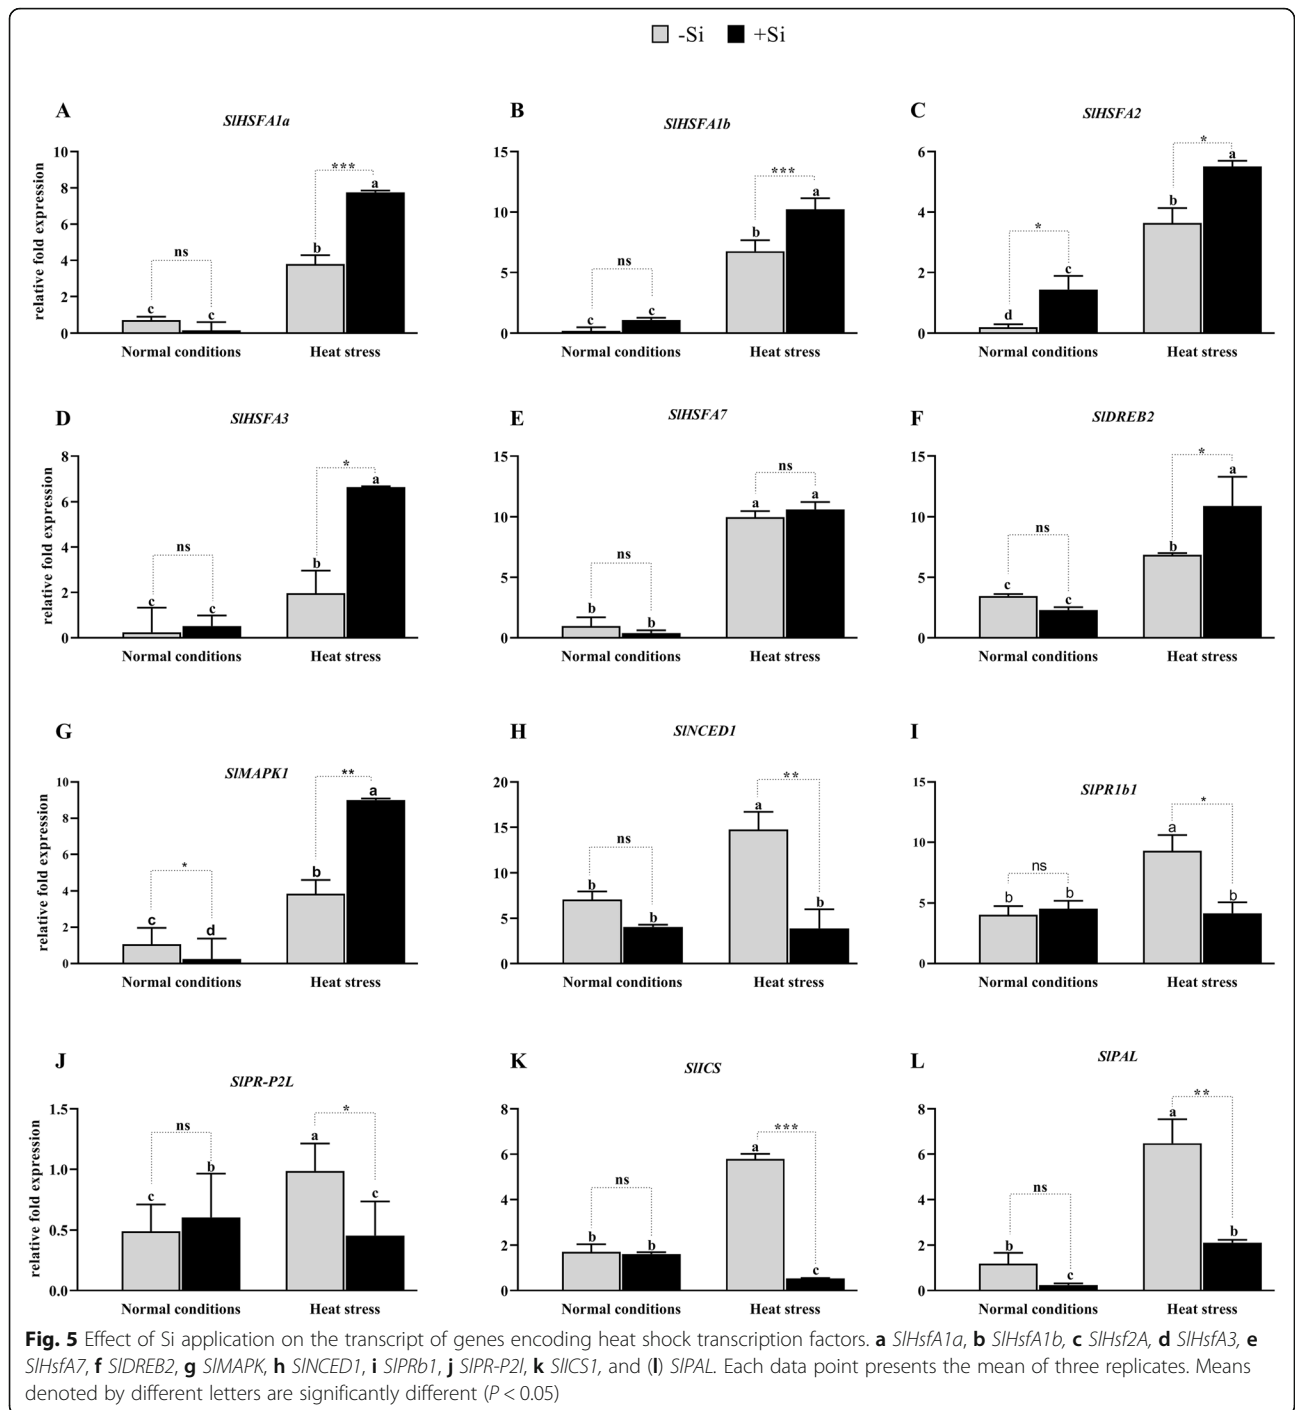 -Si +Si
A SlHSFA1a
B SlHSFA1b
C SlHSFA2
relative fold expression
10
8
6
4
2
0
c ns c b *** a
Normal conditions Heat stress
15
10
5
0
c ns c b *** a
Normal conditions Heat stress
6
4
2
0
d * c b * a
Normal conditions Heat stress
D SlHSFA3
E SlHSFA7
F SlDREB2
relative fold expression
8
6
4
2
0
c ns c b * a
Normal conditions Heat stress
15
10
5
0
b ns b a ns a
Normal conditions Heat stress
15
10
5
0
c ns c b * a
Normal conditions Heat stress
G SlMAPK1
H SlNCED1
I SlPR1b1
relative fold expression
10
8
6
4
2
0
c * d b ** a
Normal conditions Heat stress
20
15
10
5
0
b ns b a ** b
Normal conditions Heat stress
15
10
5
0
b ns b a * b
Normal conditions Heat stress
J SlPR-P2L
K SlICS
L SlPAL
relative fold expression
1.5
1.0
0.5
0.0
c ns b a * c
Normal conditions Heat stress
8
6
4
2
0
b ns b a *** c
Normal conditions Heat stress
8
6
4
2
0
b ns c a ** b
Normal conditions Heat stress
Fig. 5 Effect of Si application on the transcript of genes encoding heat shock transcription factors. a SlHsfA1a, b SlHsfA1b, c SlHsf2A, d SlHsfA3, e
SlHsfA7, f SlDREB2, g SlMAPK, h SlNCED1, i SlPRb1, j SlPR-P2l, k SlICS1, and (l) SlPAL. Each data point presents the mean of three replicates. Means
denoted by different letters are significantly different (P < 0.05)